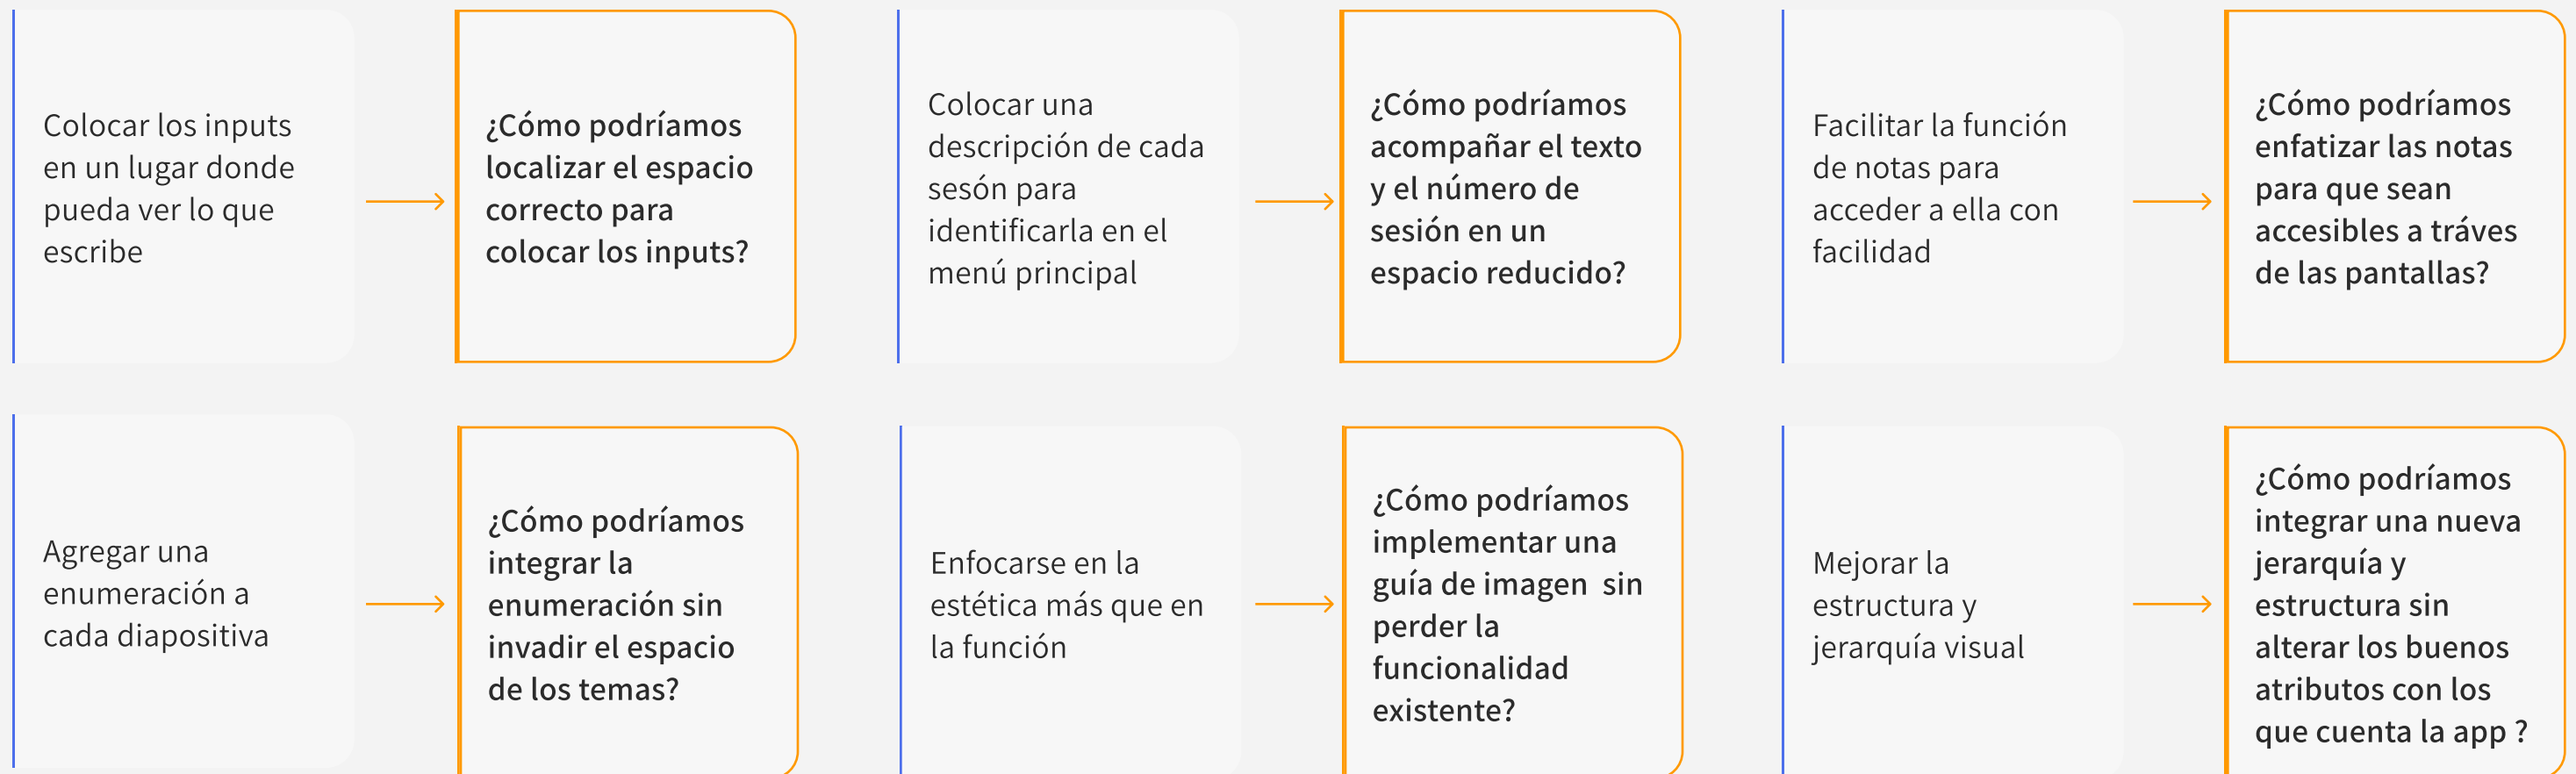 Colocar los inputs
en un lugar donde
pueda ver lo que
escribe
¿Cómo podríamos
localizar el espacio
correcto para
colocar los inputs?
Colocar una
descripción de cada
sesón para
identificarla en el
menú principal
¿Cómo podríamos
acompañar el texto
y el número de
sesión en un
espacio reducido?
Facilitar la función
de notas para
acceder a ella con
facilidad
¿Cómo podríamos
enfatizar las notas
para que sean
accesibles a tráves
de las pantallas?
Agregar una
enumeración a
cada diapositiva
¿Cómo podríamos
integrar la
enumeración sin
invadir el espacio
de los temas?
Enfocarse en la
estética más que en
la función
¿Cómo podríamos
implementar una
guía de imagen  sin
perder la
funcionalidad
existente?
Mejorar la
estructura y
jerarquía visual
¿Cómo podríamos
integrar una nueva
jerarquía y
estructura sin
alterar los buenos
atributos con los
que cuenta la app ?